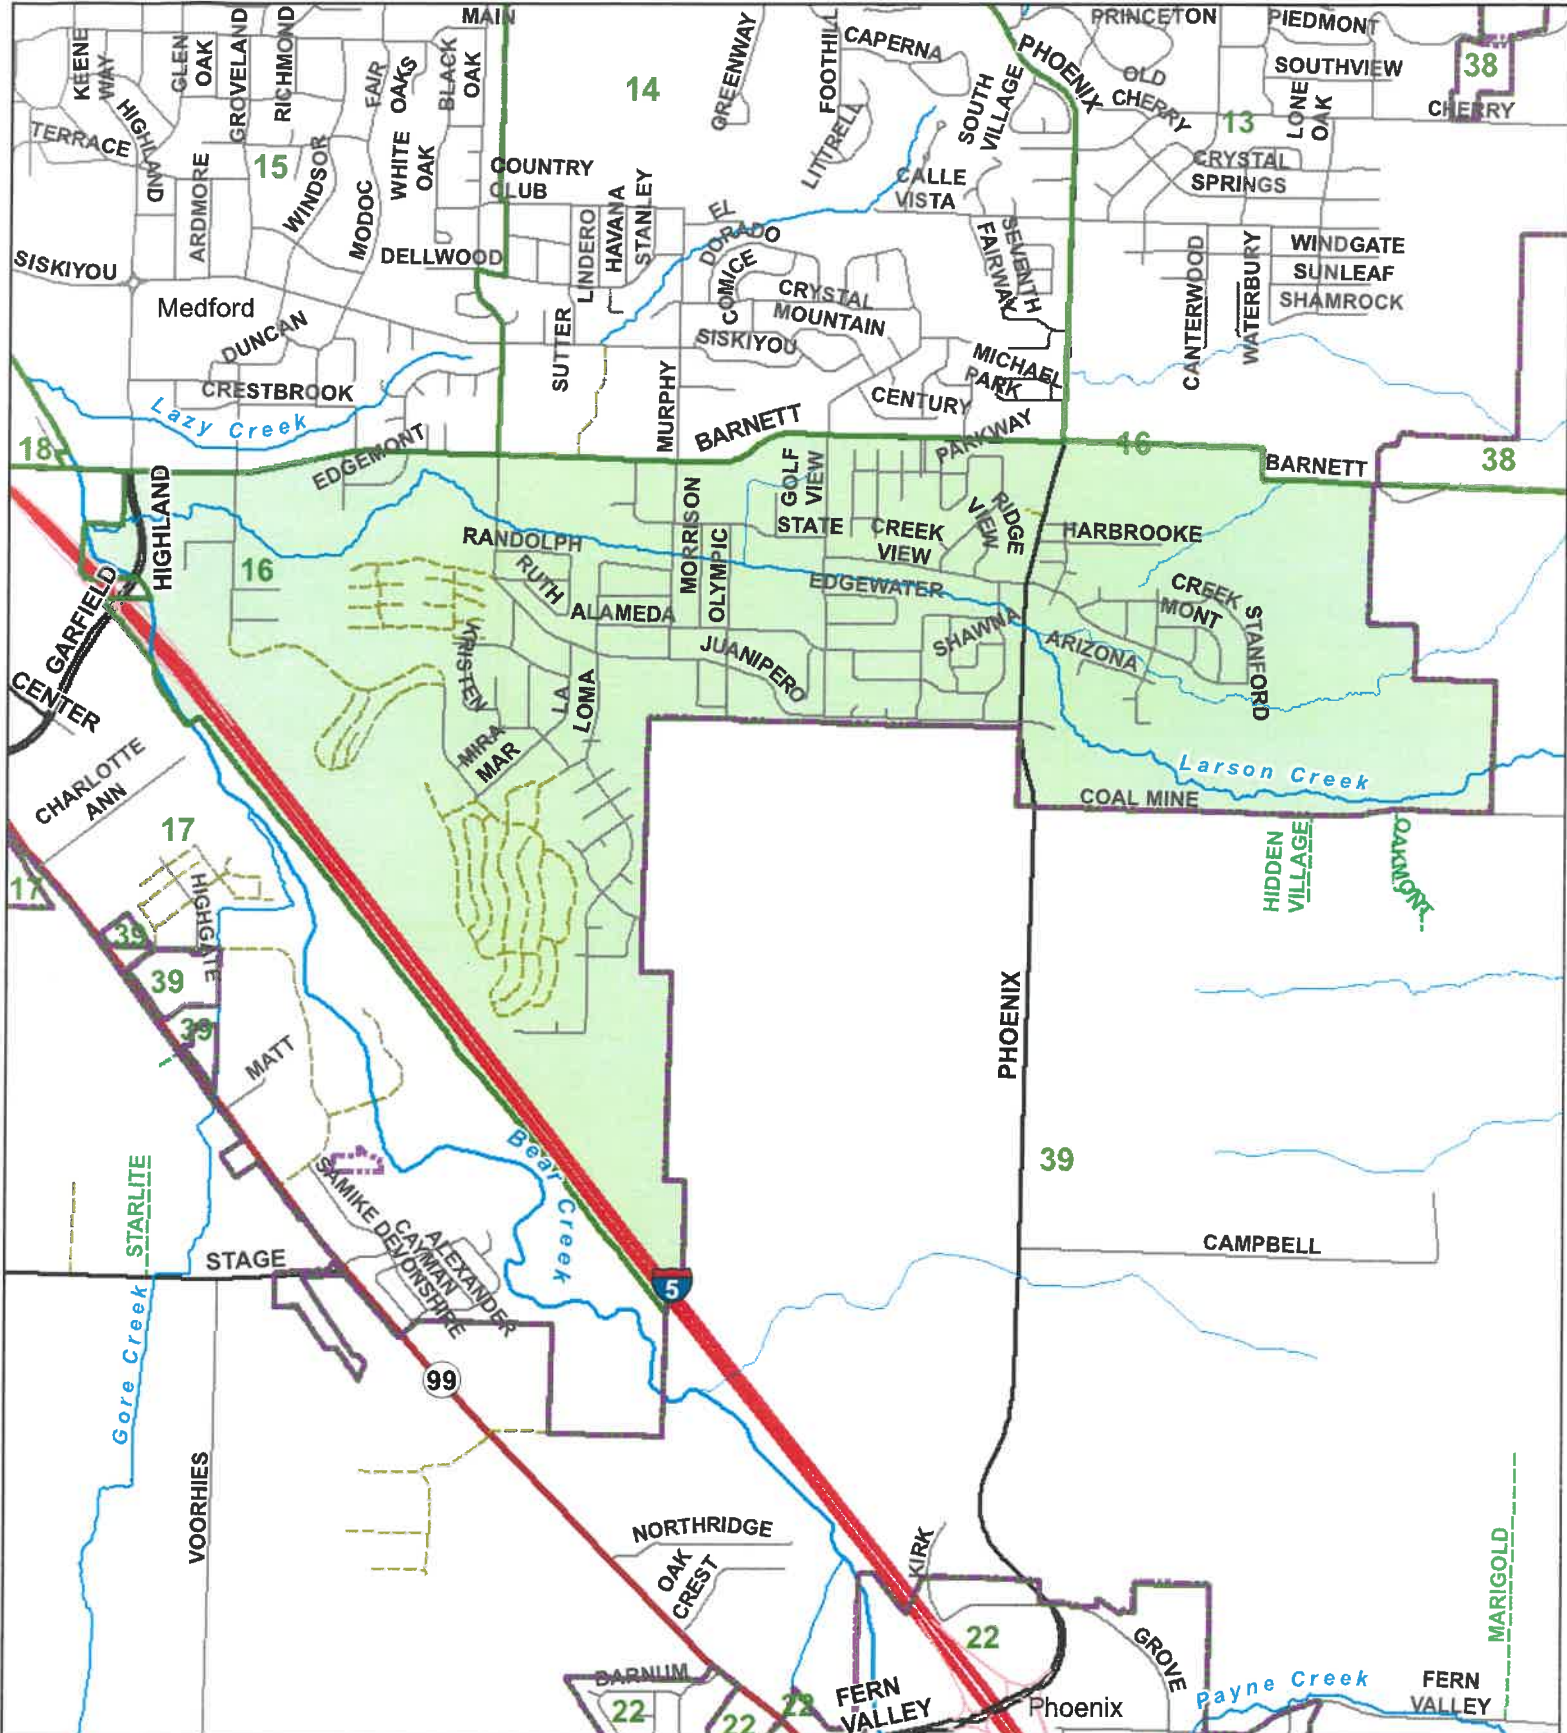 MAIN
PRINCETON
PIEDMONT
KEENE
WAY
GLEN
OAK
GROVELAND
RICHMOND
FAIR
OAKS
BLACK
OAK
14
GREENWAY
FOOTHILL
CAPERNA
PHOENIX
OLD
CHERRY
SOUTHVIEW
38
LONE
OAK
CHERRY
13
SOUTH
VILLAGE
LITTRELL
HIGHLAND
TERRACE
15
ARDMORE
WINDSOR
MODOC
WHITE
OAK
COUNTRY
CLUB
CALLE
VISTA
CRYSTAL
SPRINGS
LINDERO
HAVANA
STANLEY
EL
DORADO
DELLWOOD
SISKIYOU
SEVENTH
FAIRWAY
CANTERWOOD
WATERBURY
WINDGATE
SUNLEAF
SHAMROCK
Medford
DUNCAN
COMICE
CRYSTAL
MOUNTAIN
SISKIYOU
SUTTER
MURPHY
MICHAEL
PARK
CENTURY
CRESTBROOK
Lazy Creek
BARNETT
PARKWAY
18
EDGEMONT
16
BARNETT
38
HIGHLAND
GOLF
VIEW
STATE
MORRISON
OLYMPIC
CREEK
VIEW
RIDGE
VIEW
HARBROOKE
RANDOLPH
RUTH
16
EDGEWATER
CREEK
MONT
STANFORD
ALAMEDA
GARFIELD
KRISTEN
JUANIPERO
SHAWNA
ARIZONA
CENTER
LA
LOMA
MIRA
MAR
CHARLOTTE
ANN
Larson Creek
COAL MINE
17
17
HIDDEN
VILLAGE
OAKMONT
HIGHGATE
39
39
39
MATT
PHOENIX
Bear Creek
39
STARLITE
SAMIKE
DEVONSHIRE
CAYMAN
ALEXANDER
STAGE
CAMPBELL
5
Gore Creek
99
VOORHIES
NORTHRIDGE
OAK
CREST
KIRK
MARIGOLD
22
GROVE
BARNUM
22
22
22
FERN
VALLEY
Phoenix
Payne Creek
FERN
VALLEY